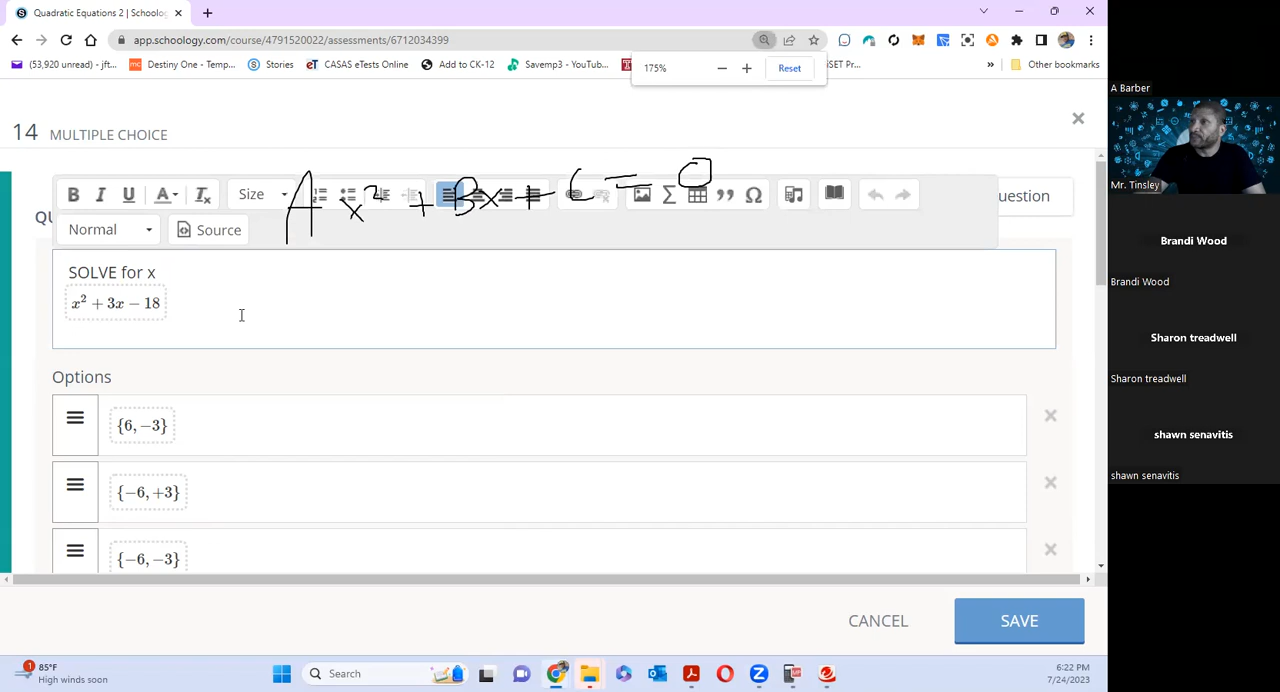 Quadratic Equations 2 | Schoolog
app.schoology.com/course/4791520022/assessments/6712034399
(53,920 unread) - jft... Destiny One - Temp... Stories CASAS eTests Online Add to CK-12 Savemp3 - YouTub... iSET Pr... » Other bookmarks
175% − + Reset
14 MULTIPLE CHOICE
A x² + Bx + C = 0
B I U A Size
uestion
Normal Source
SOLVE for x
x² + 3x − 18
Options
{6, −3}
{−6, +3}
{−6, −3}
CANCEL SAVE
A Barber
Mr. Tinsley
Brandi Wood
Brandi Wood
Sharon treadwell
Sharon treadwell
shawn senavitis
shawn senavitis
1 85°F
High winds soon
Search
6:22 PM
7/24/2023